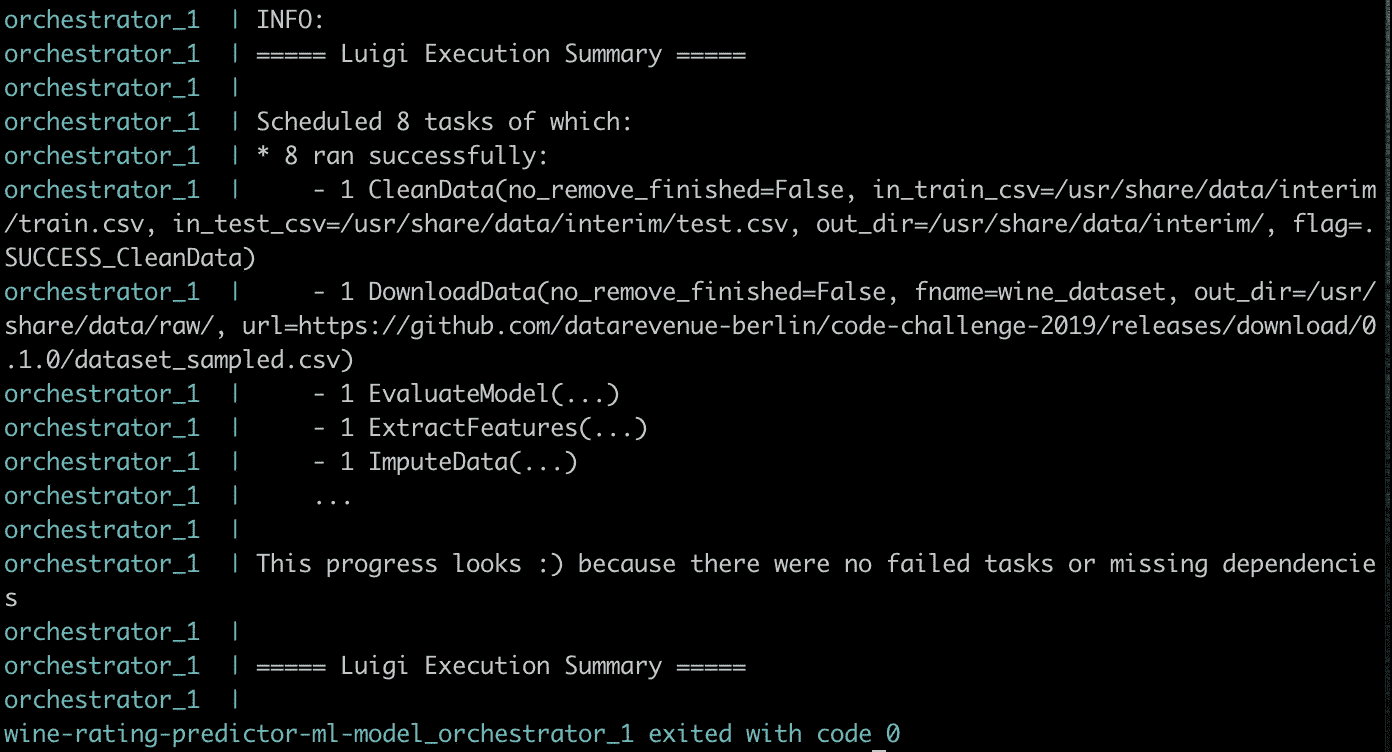 orchestrator_1  | INFO:
orchestrator_1  | ===== Luigi Execution Summary =====
orchestrator_1  |
orchestrator_1  | Scheduled 8 tasks of which:
orchestrator_1  | * 8 ran successfully:
orchestrator_1  |     - 1 CleanData(no_remove_finished=False, in_train_csv=/usr/share/data/interim
/train.csv, in_test_csv=/usr/share/data/interim/test.csv, out_dir=/usr/share/data/interim/, flag=.
SUCCESS_CleanData)
orchestrator_1  |     - 1 DownloadData(no_remove_finished=False, fname=wine_dataset, out_dir=/usr/
share/data/raw/, url=https://github.com/datarevenue-berlin/code-challenge-2019/releases/download/0
.1.0/dataset_sampled.csv)
orchestrator_1  |     - 1 EvaluateModel(...)
orchestrator_1  |     - 1 ExtractFeatures(...)
orchestrator_1  |     - 1 ImputeData(...)
orchestrator_1  |     ...
orchestrator_1  |
orchestrator_1  | This progress looks :) because there were no failed tasks or missing dependencie
s
orchestrator_1  |
orchestrator_1  | ===== Luigi Execution Summary =====
orchestrator_1  |
wine-rating-predictor-ml-model_orchestrator_1 exited with code 0